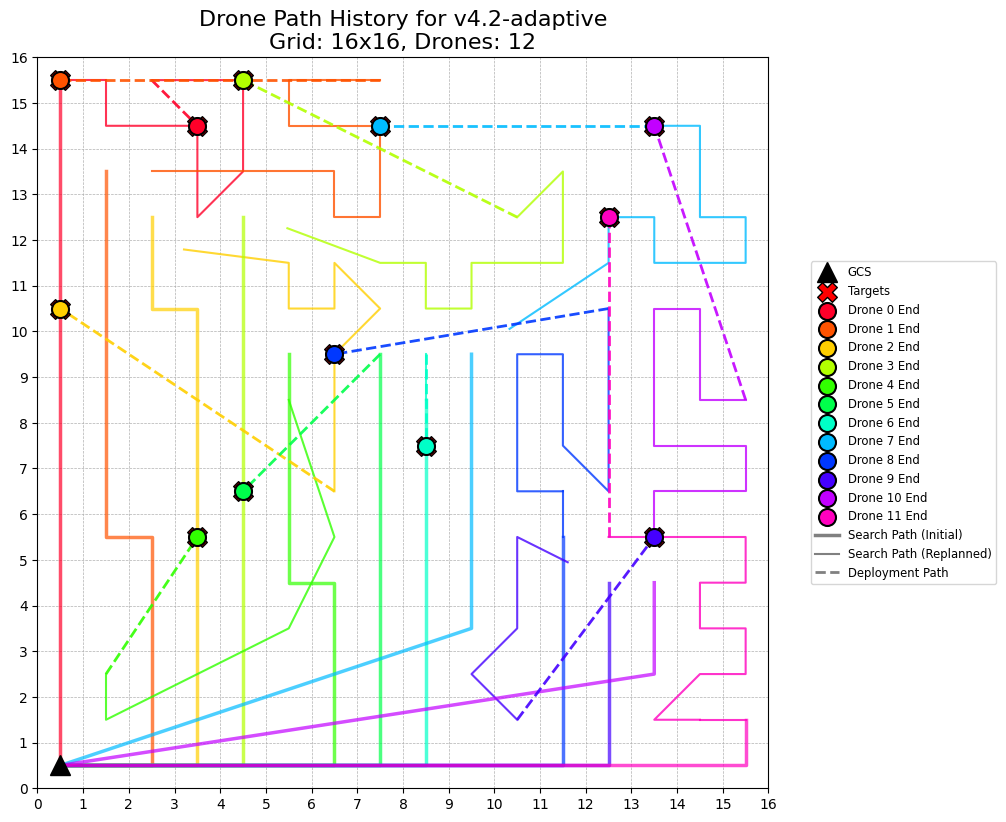 Drone Path History for v4.2-adaptive
Grid: 16x16, Drones: 12
16
15
14
13
12
11
10
9
8
7
6
5
4
3
2
1
0
0 1 2 3 4 5 6 7 8 9 10 11 12 13 14 15 16
GCS
Targets
Drone 0 End
Drone 1 End
Drone 2 End
Drone 3 End
Drone 4 End
Drone 5 End
Drone 6 End
Drone 7 End
Drone 8 End
Drone 9 End
Drone 10 End
Drone 11 End
Search Path (Initial)
Search Path (Replanned)
Deployment Path